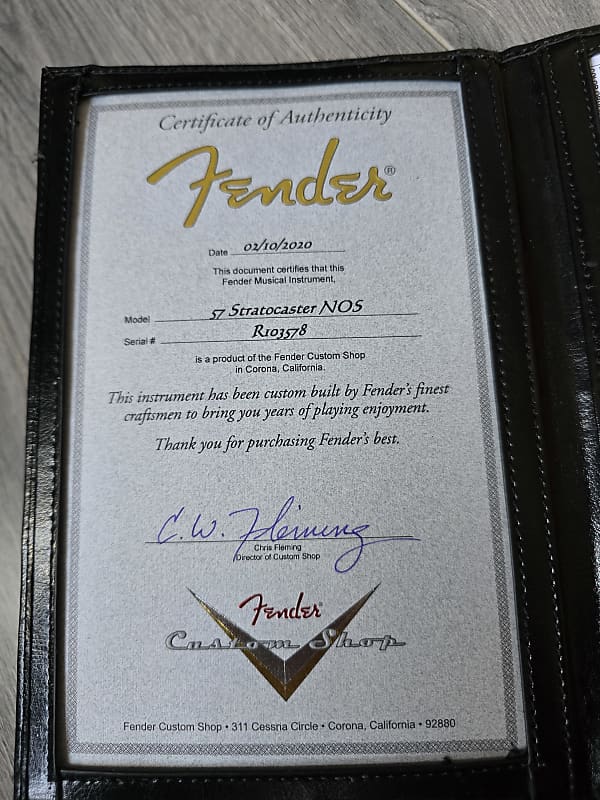 Certificate of Authenticity
Fender®
Date 02/10/2020
This document certifies that this
Fender Musical Instrument,
Model 57 Stratocaster NOS
Serial # R103578
is a product of the Fender Custom Shop
in Corona, California.
This instrument has been custom built by Fender's finest
craftsmen to bring you years of playing enjoyment.
Thank you for purchasing Fender's best.
C.W. Fleming
Chris Fleming
Director of Custom Shop
Fender
Custom Shop
Fender Custom Shop • 311 Cessna Circle • Corona, California • 92880